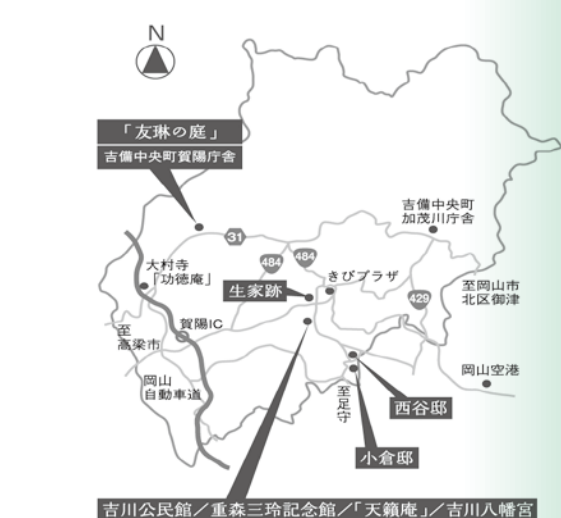 N
「友琳の庭」
吉備中央町賀陽庁舎
吉備中央町
加茂川庁舎
31
484
484
大村寺
「功徳庵」
生家跡
きびプラザ
429
至岡山市
北区御津
至
高梁市
賀陽IC
岡山
自動車道
岡山空港
至足守
西谷邸
小倉邸
吉川公民館/重森三玲記念館/「天籟庵」/吉川八幡宮